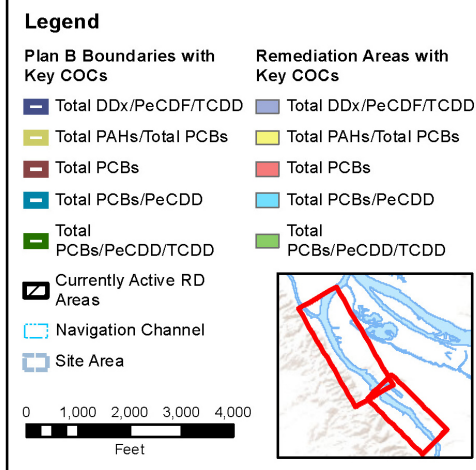 Legend
Plan B Boundaries with
Key COCs
Total DDx/PeCDF/TCDD
Total PAHs/Total PCBs
Total PCBs
Total PCBs/PeCDD
Total
PCBs/PeCDD/TCDD
Currently Active RD
Areas
Navigation Channel
Site Area
Remediation Areas with
Key COCs
Total DDx/PeCDF/TCDD
Total PAHs/Total PCBs
Total PCBs
Total PCBs/PeCDD
Total
PCBs/PeCDD/TCDD
0 1,000 2,000 3,000 4,000
Feet